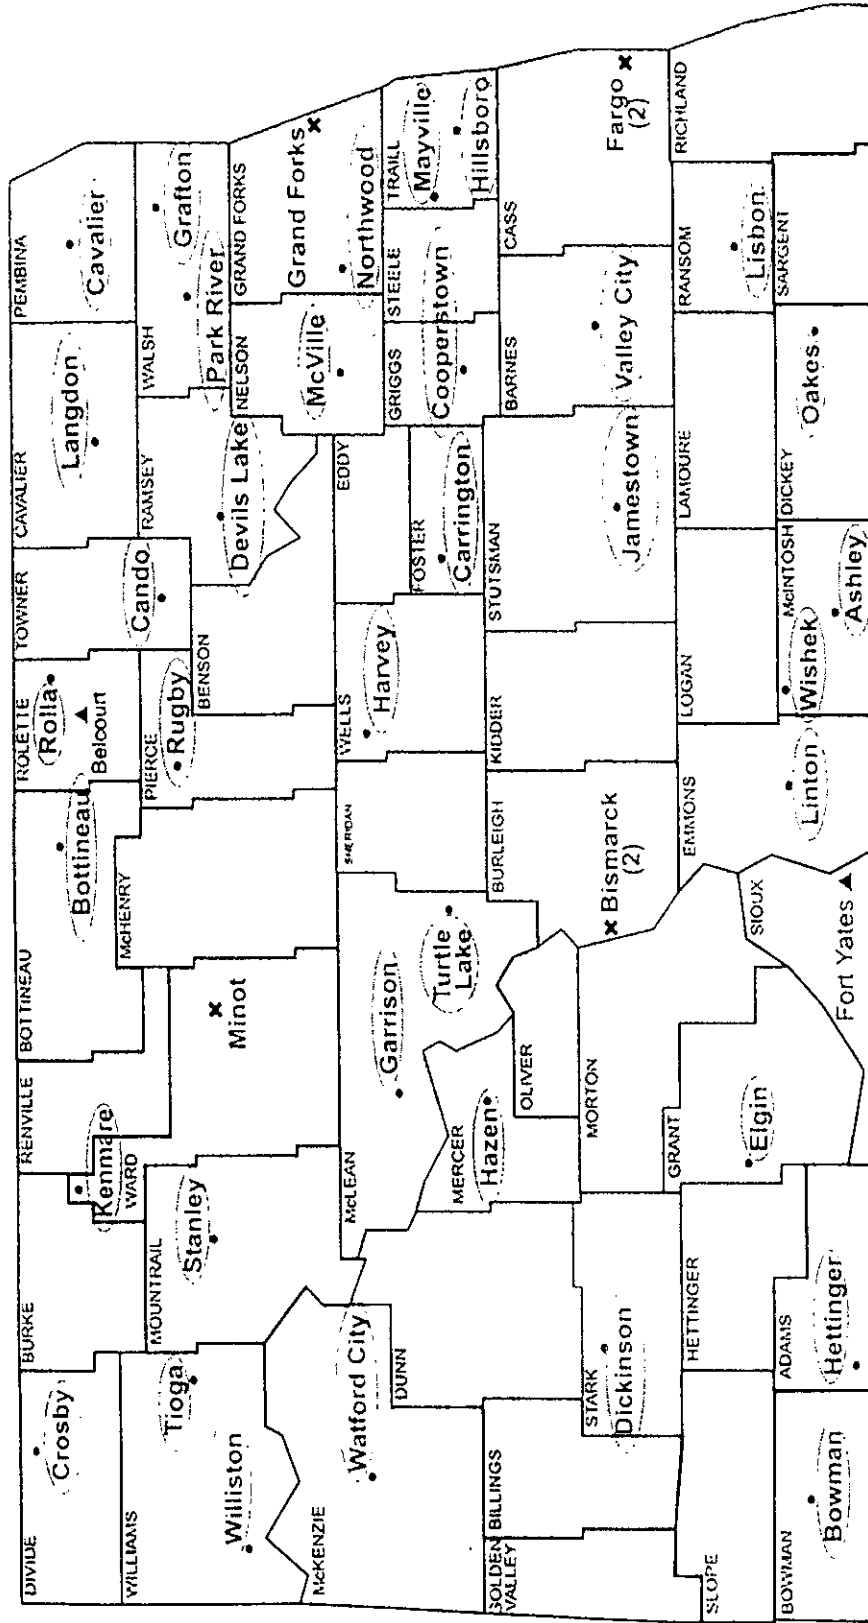 DIVIDE
Crosby
BURKE
RENVILLE
Kenmare
WARD
BOTTINEAU
Bottineau
ROLETTE
Rolla
Belcourt
TOWNER
Cando
CAVALIER
Langdon
PEMBINA
Cavalier
WILLIAMS
Tioga
Williston
MOUNTRAIL
Stanley
Minot
McHENRY
PIERCE
Rugby
BENSON
RAMSEY
Devils Lake
WALSH
Park River
Grafton
NELSON
McVille
GRAND FORKS
Grand Forks
Northwood
McKENZIE
Watford City
DUNN
McLEAN
Garrison
Turtle
Lake
MERCER
Hazen
OLIVER
SHERIDAN
WELLS
Harvey
EDDY
FOSTER
Carrington
GRIGGS
Cooperstown
STEELE
TRAILL
Mayville
Hillsboro
GOLDEN
VALLEY
BILLINGS
STARK
Dickinson
MORTON
BURLEIGH
Bismarck
(2)
KIDDER
STUTSMAN
Jamestown
BARNES
Valley City
CASS
Fargo
(2)
SLOPE
HETTINGER
GRANT
Elgin
SIOUX
Fort Yates
EMMONS
Linton
LOGAN
LAMOURE
RANSOM
Lisbon
RICHLAND
BOWMAN
Bowman
ADAMS
Hettinger
McINTOSH
Wishek
Ashley
DICKEY
Oakes
SARGENT